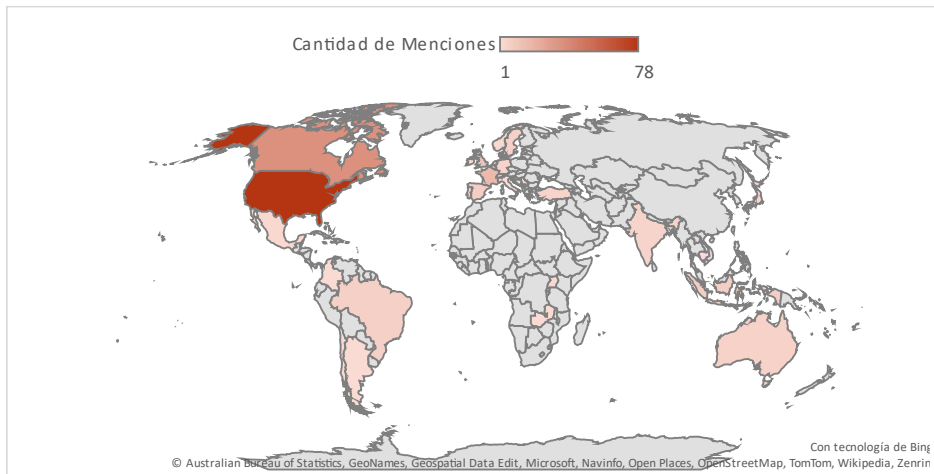 Cantidad de Menciones
1 78
Con tecnología de Bing
© Australian Bureau of Statistics, GeoNames, Geospatial Data Edit, Microsoft, Navinfo, Open Places, OpenStreetMap, TomTom, Wikipedia, Zenrin